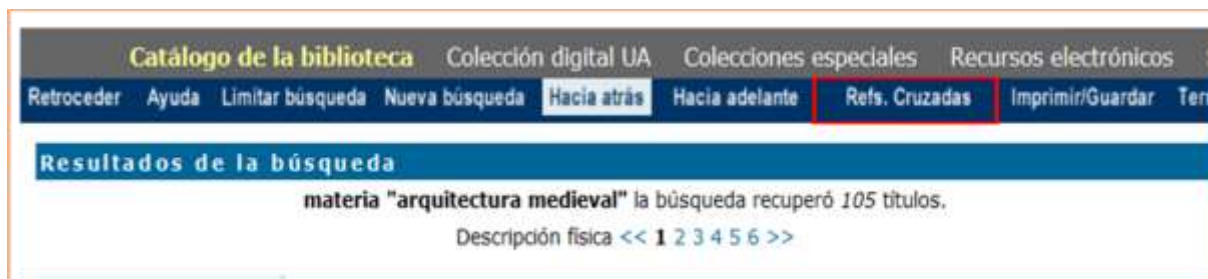 Catálogo de la biblioteca Colección digital UA Colecciones especiales Recursos electrónicos
Retroceder Ayuda Limitar búsqueda Nueva búsqueda Hacia atrás Hacia adelante Refs. Cruzadas Imprimir/Guardar
Resultados de la búsqueda
materia "arquitectura medieval" la búsqueda recuperó 105 títulos.
Descripción física << 1 2 3 4 5 6 >>